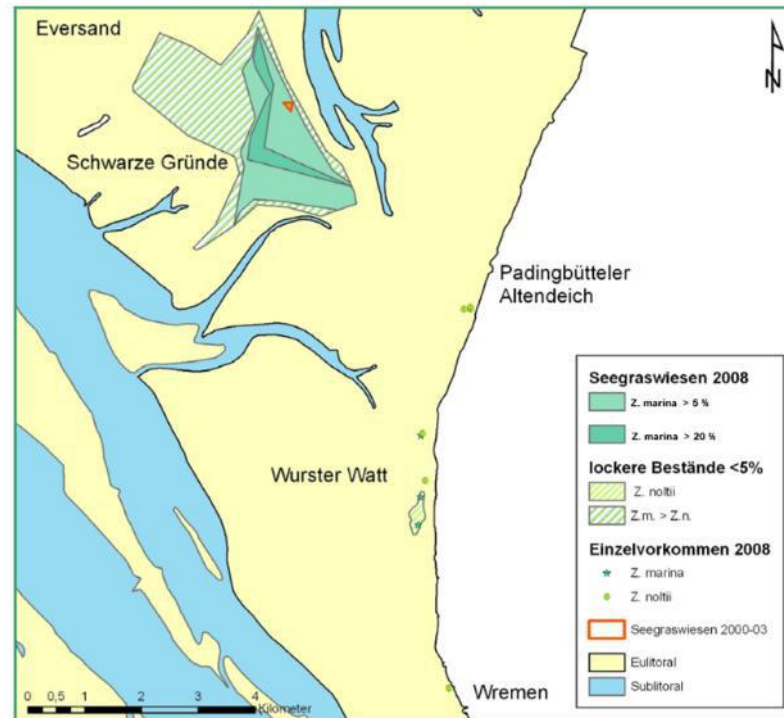 Eversand
N
Schwarze Gründe
Padingbütteler
Altendeich
Wurster Watt
Wremen
Seegraswiesen 2008
Z. marina > 5 %
Z. marina > 20 %
lockere Bestände <5%
Z. noltii
Z.m. > Z.n.
Einzelvorkommen 2008
Z. marina
Z. noltii
Seegraswiesen 2000-03
Eulitoral
Sublitoral
0 0,5 1 2 3 4
Kilometer